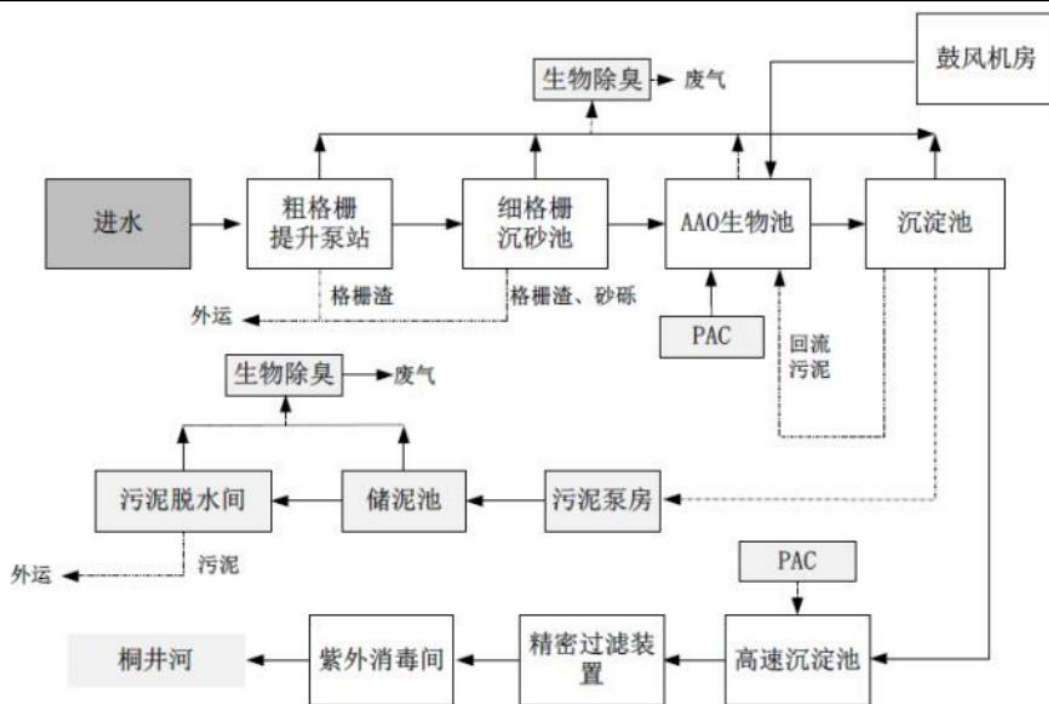 鼓风机房
生物除臭
废气
进水
粗格栅
提升泵站
细格栅
沉砂池
AAO生物池
沉淀池
格栅渣
格栅渣、砂砾
外运
PAC
回流
污泥
生物除臭
废气
污泥脱水间
储泥池
污泥泵房
污泥
外运
PAC
桐井河
紫外消毒间
精密过滤装
置
高速沉淀池